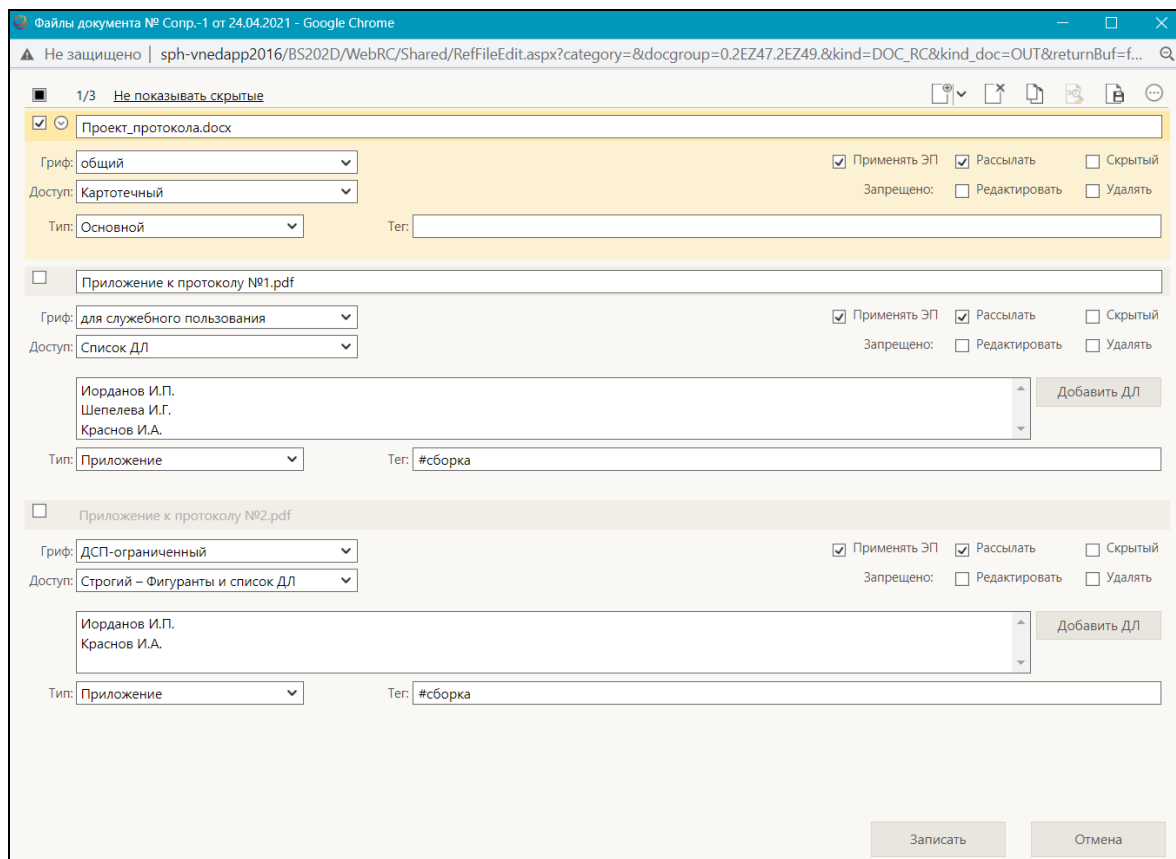 Файлы документа № Сопр.-1 от 24.04.2021 - Google Chrome
Не защищено | sph-vnedapp2016/BS202D/WebRC/Shared/RefFileEdit.aspx?category=&docgroup=0.2EZ47.2EZ49.&kind=DOC_RC&kind_doc=OUT&returnBuf=f...
1/3 Не показывать скрытые
Проект_протокола.docx
Гриф: общий Применять ЭП Рассылать Скрытый
Доступ: Картотечный Запрещено: Редактировать Удалять
Тип: Основной Тег:
Приложение к протоколу №1.pdf
Гриф: для служебного пользования Применять ЭП Рассылать Скрытый
Доступ: Список ДЛ Запрещено: Редактировать Удалять
Иорданов И.П. Добавить ДЛ
Шепелева И.Г.
Краснов И.А.
Тип: Приложение Тег: #сборка
Приложение к протоколу №2.pdf
Гриф: ДСП-ограниченный Применять ЭП Рассылать Скрытый
Доступ: Строгий – Фигуранты и список ДЛ Запрещено: Редактировать Удалять
Иорданов И.П. Добавить ДЛ
Краснов И.А.
Тип: Приложение Тег: #сборка
Записать Отмена